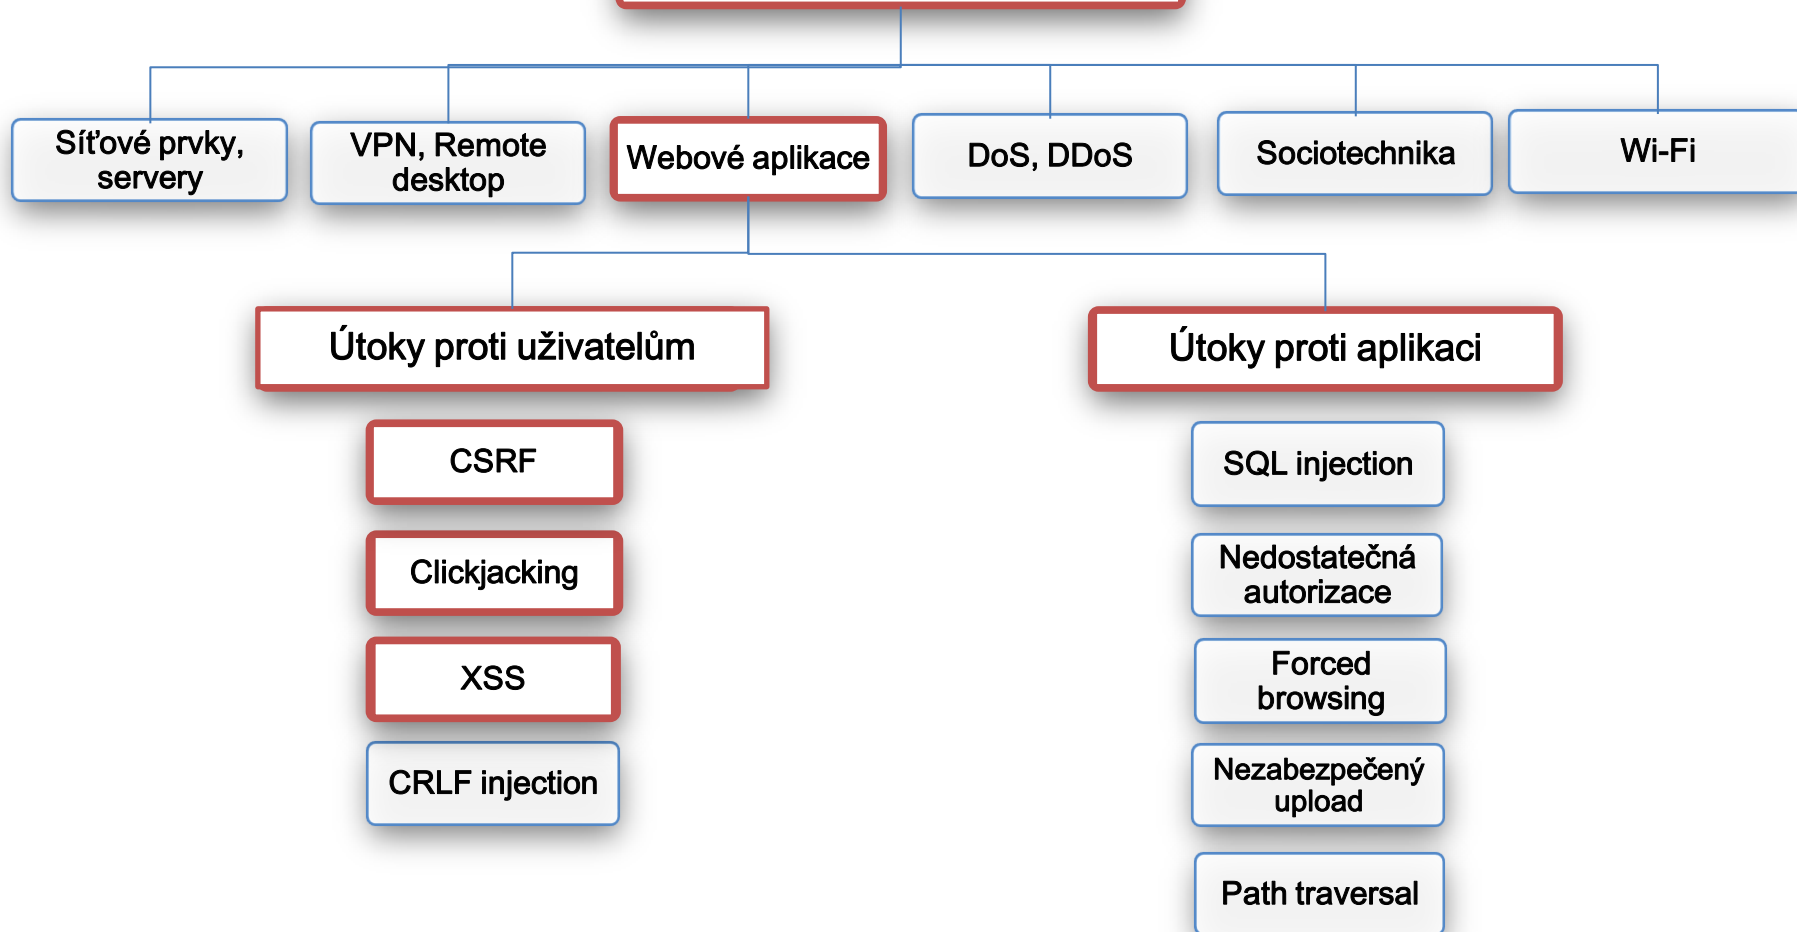 Síťové prvky,
servery
VPN, Remote
desktop
Webové aplikace
DoS, DDoS
Sociotechnika
Wi-Fi
Útoky proti uživatelům
Útoky proti aplikaci
CSRF
Clickjacking
XSS
CRLF injection
SQL injection
Nedostatečná
autorizace
Forced
browsing
Nezabezpečený
upload
Path traversal